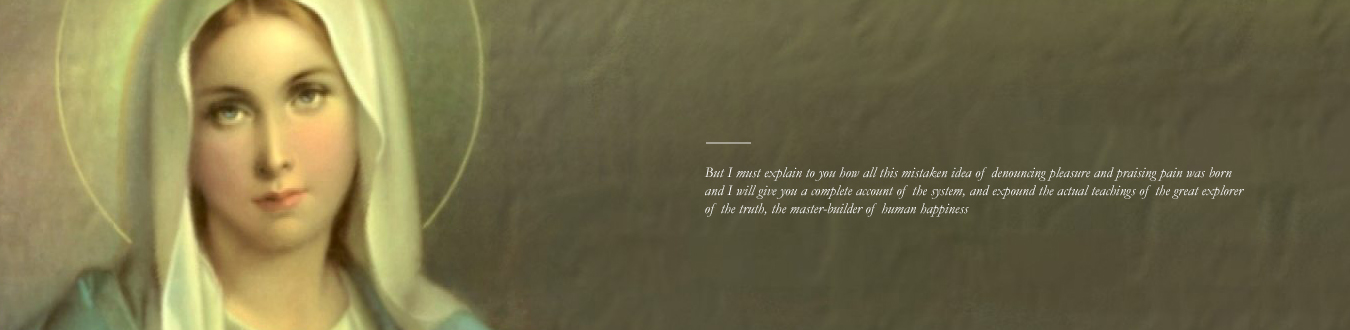 But I must explain to you how all this mistaken idea of denouncing pleasure and praising pain was born
and I will give you a complete account of the system, and expound the actual teachings of the great explorer
of the truth, the master-builder of human happiness